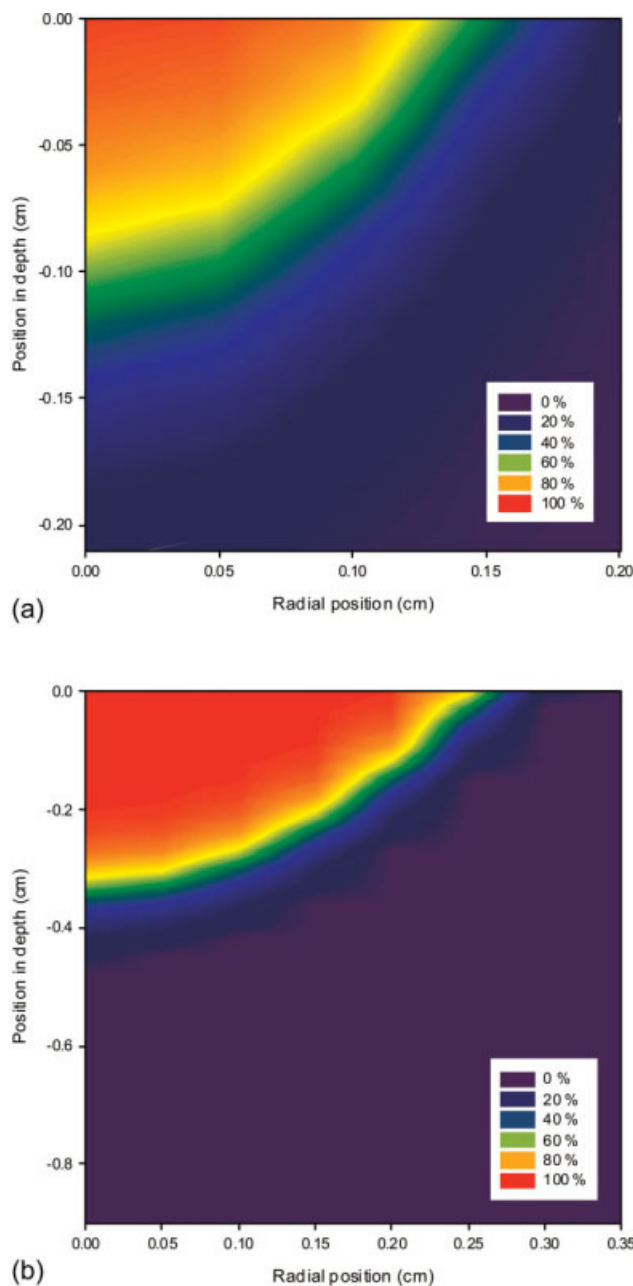 0.00
-0.05
-0.10
-0.15
-0.20
Position in depth (cm)
0 %
20 %
40 %
60 %
80 %
100 %
0.00 0.05 0.10 0.15 0.20
Radial position (cm)
(a)
0.0
-0.2
-0.4
-0.6
-0.8
Position in depth (cm)
0 %
20 %
40 %
60 %
80 %
100 %
0.00 0.05 0.10 0.15 0.20 0.25 0.30 0.35
Radial position (cm)
(b)